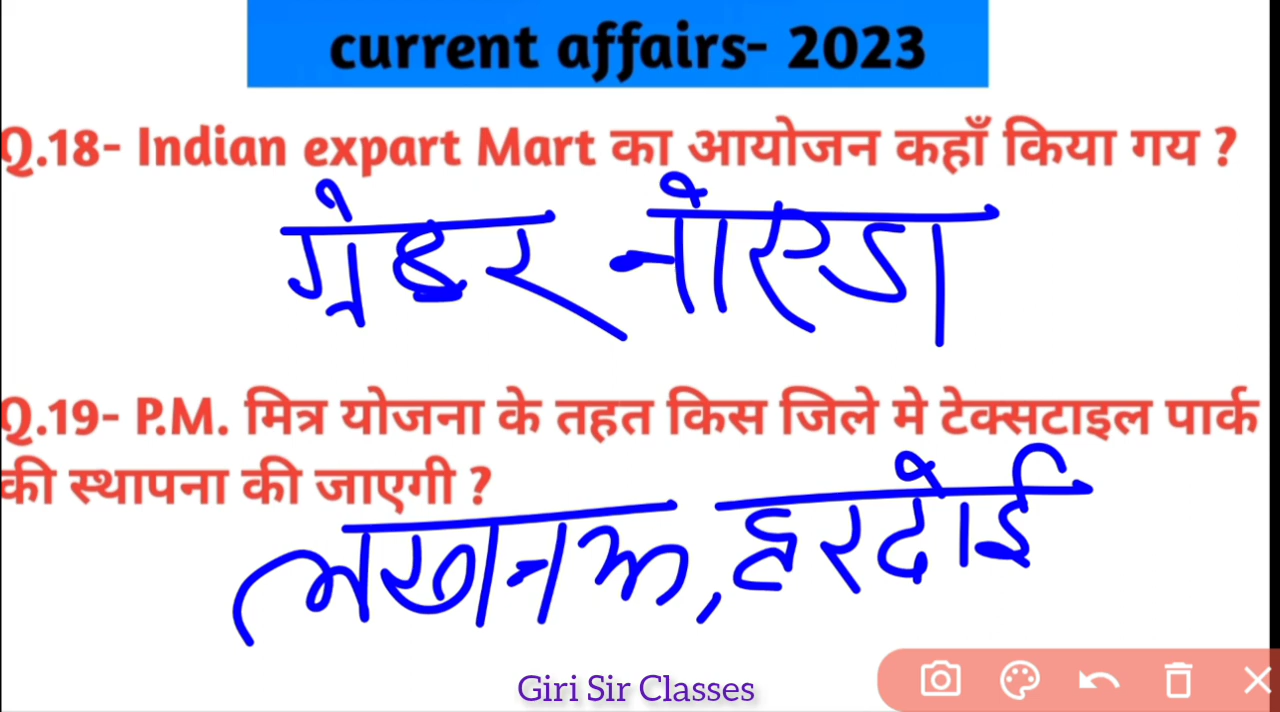 current affairs- 2023
Q.18- Indian expart Mart का आयोजन कहाँ किया गय ?
ग्रेडर नोएडा
Q.19- P.M. मित्र योजना के तहत किस जिले मे टेक्सटाइल पार्क
की स्थापना की जाएगी ?
लखनऊ, हरदोई
Giri Sir Classes